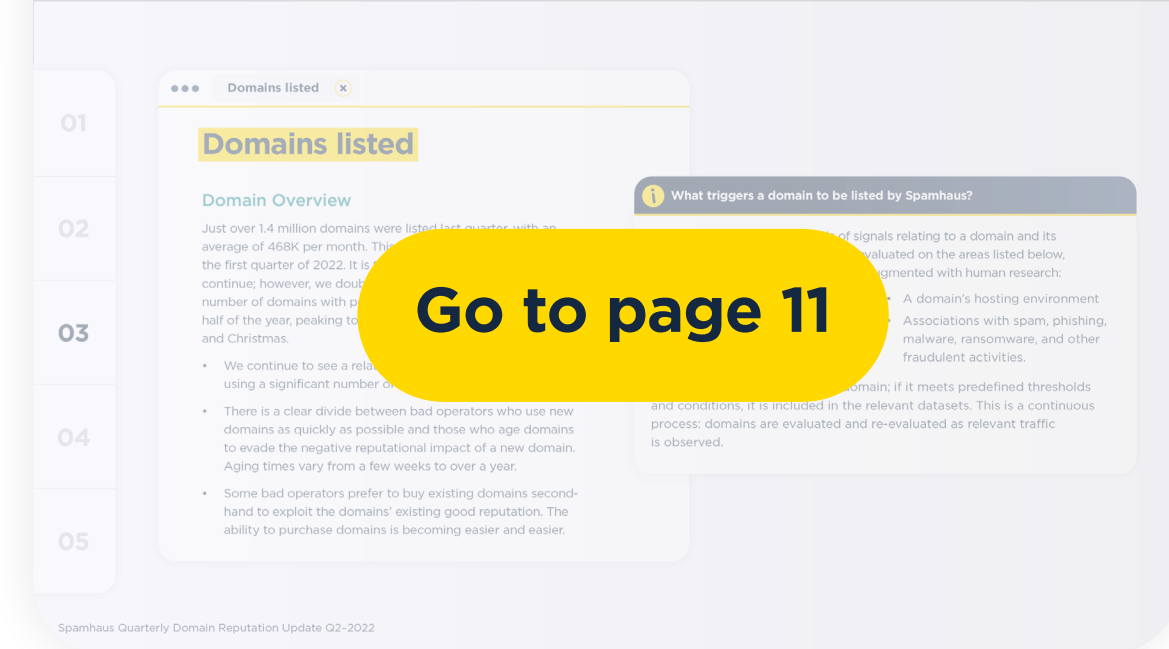 01
02
03
04
05
Domains listed
Domains listed
Domain Overview
Just over 1.4 million domains were listed last quarter, with an
average of 468K per month. This
the first quarter of 2022. It is
continue; however, we
number of domains with
half of the year, peaking to
and Christmas.
• We continue to see a
using a significant number
• There is a clear divide between bad operators who use new
domains as quickly as possible and those who age domains
to evade the negative reputational impact of a new domain.
Aging times vary from a few weeks to over a year.
• Some bad operators prefer to buy existing domains second-
hand to exploit the domains' existing good reputation. The
ability to purchase domains is becoming easier and easier.
What triggers a domain to be listed by Spamhaus?
of signals relating to a domain and its
evaluated on the areas listed below,
augmented with human research:
• A domain's hosting environment
• Associations with spam, phishing,
malware, ransomware, and other
fraudulent activities.
domain; if it meets predefined thresholds
and conditions, it is included in the relevant datasets. This is a continuous
process: domains are evaluated and re-evaluated as relevant traffic
is observed.
Go to page 11
Spamhaus Quarterly Domain Reputation Update Q2–2022